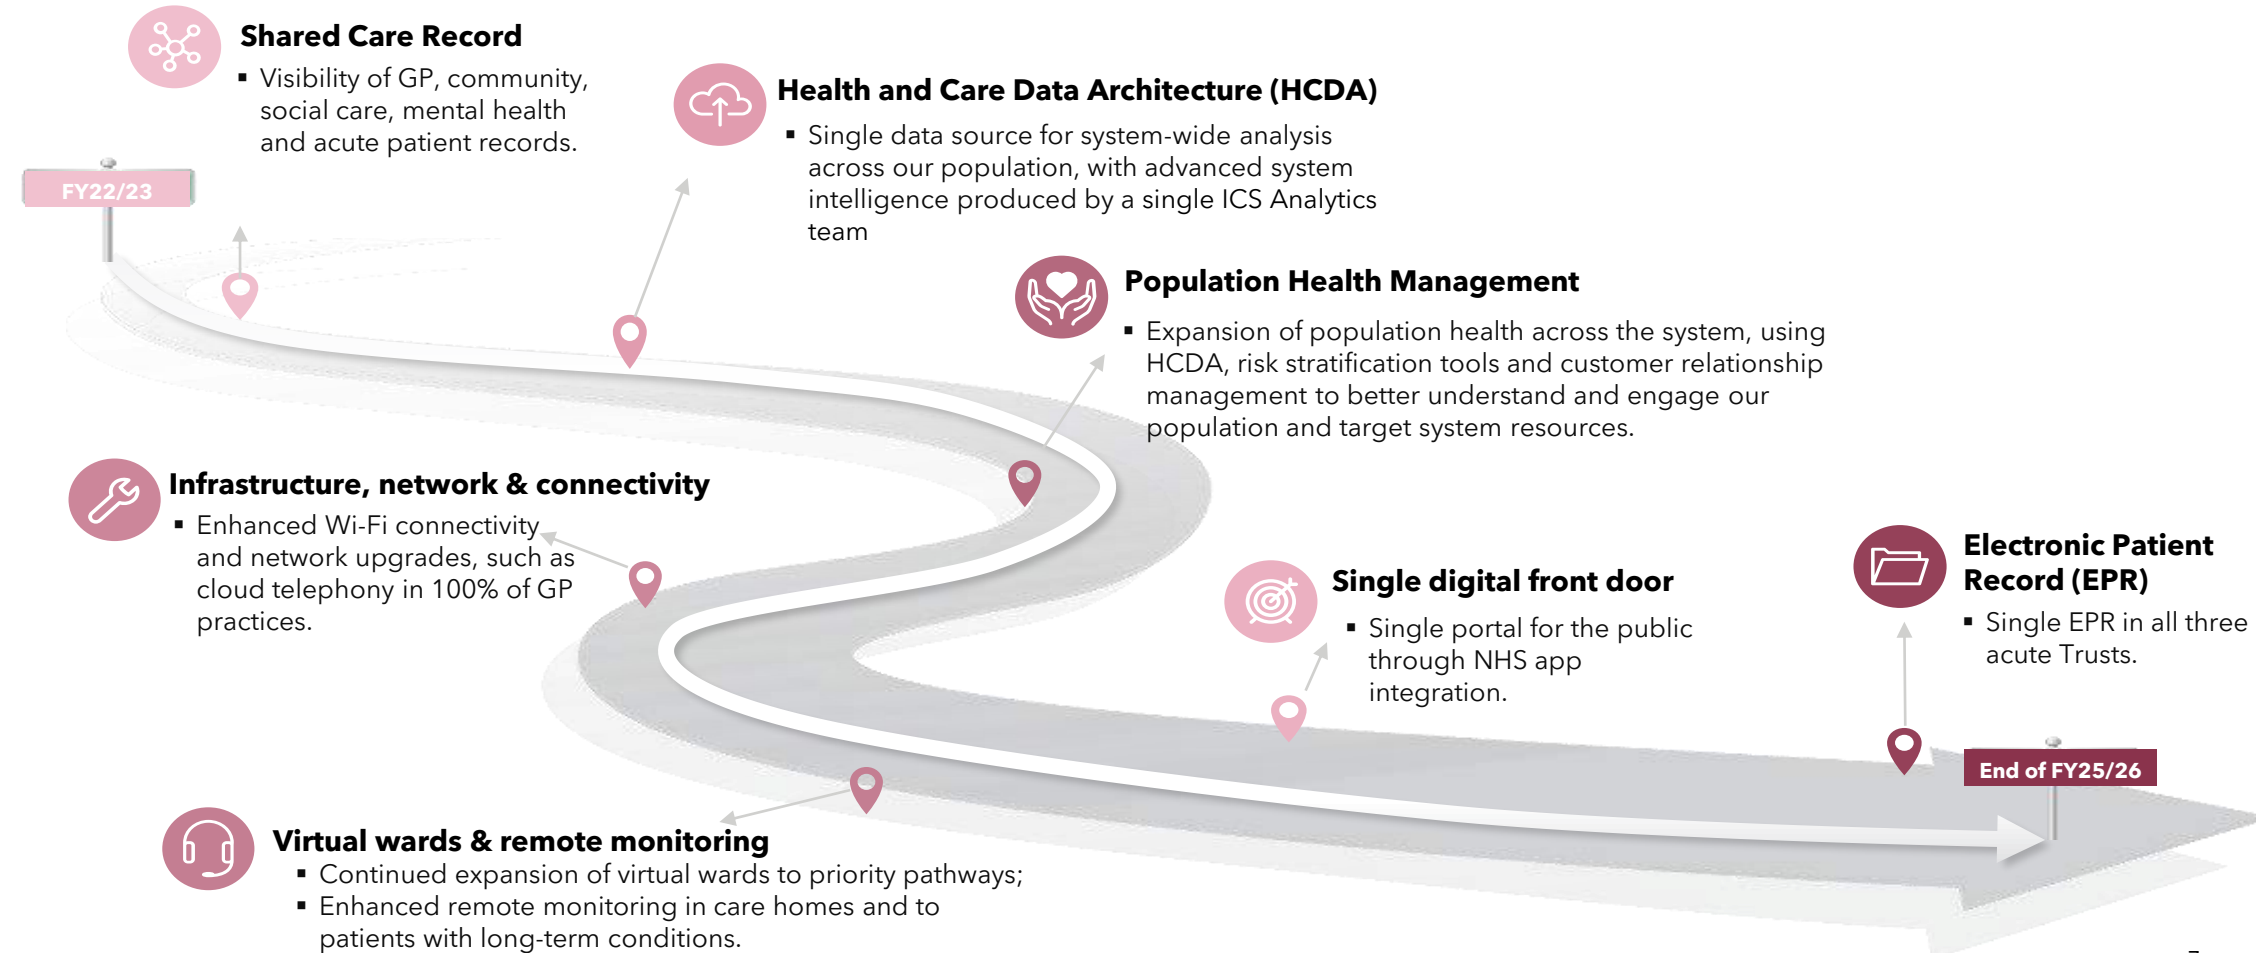 Shared Care Record
▪ Visibility of GP, community,
social care, mental health
and acute patient records.
FY22/23
Health and Care Data Architecture (HCDA)
▪ Single data source for system-wide analysis
across our population, with advanced system
intelligence produced by a single ICS Analytics
team
Population Health Management
▪ Expansion of population health across the system, using
HCDA, risk stratification tools and customer relationship
management to better understand and engage our
population and target system resources.
Infrastructure, network & connectivity
▪ Enhanced Wi-Fi connectivity
and network upgrades, such as
cloud telephony in 100% of GP
practices.
Single digital front door
▪ Single portal for the public
through NHS app
integration.
Electronic Patient
Record (EPR)
▪ Single EPR in all three
acute Trusts.
End of FY25/26
Virtual wards & remote monitoring
▪ Continued expansion of virtual wards to priority pathways;
▪ Enhanced remote monitoring in care homes and to
patients with long-term conditions.